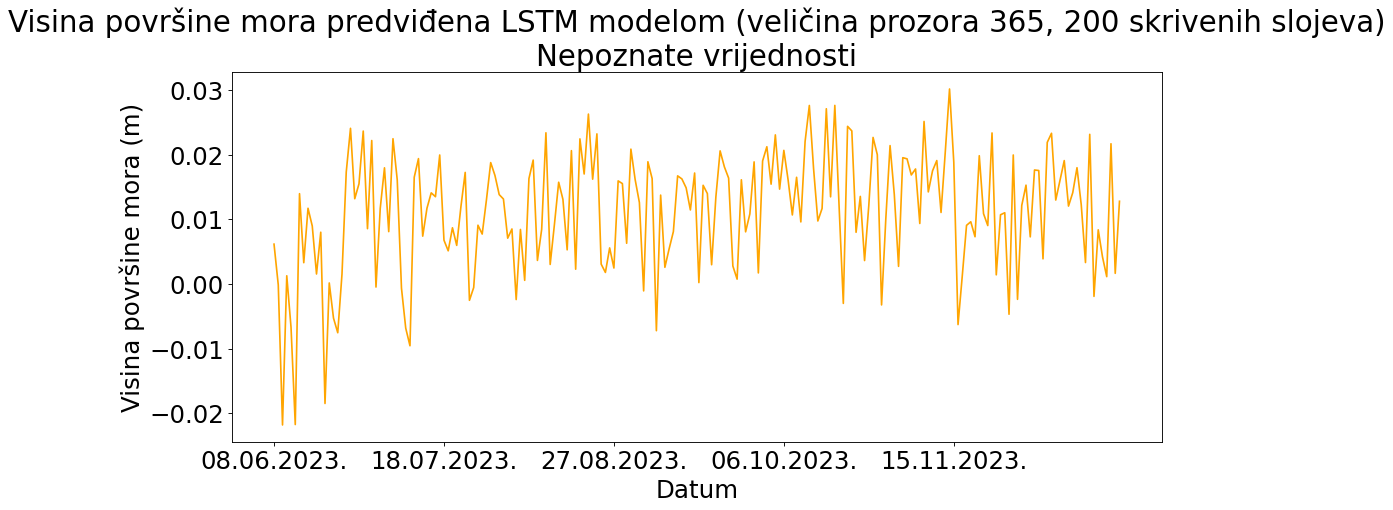 Visina površine mora predviđena LSTM modelom (veličina prozora 365, 200 skrivenih slojeva)
Nepoznate vrijednosti
Visina površine mora (m)
0.03
0.02
0.01
0.00
−0.01
−0.02
08.06.2023. 18.07.2023. 27.08.2023. 06.10.2023. 15.11.2023.
Datum